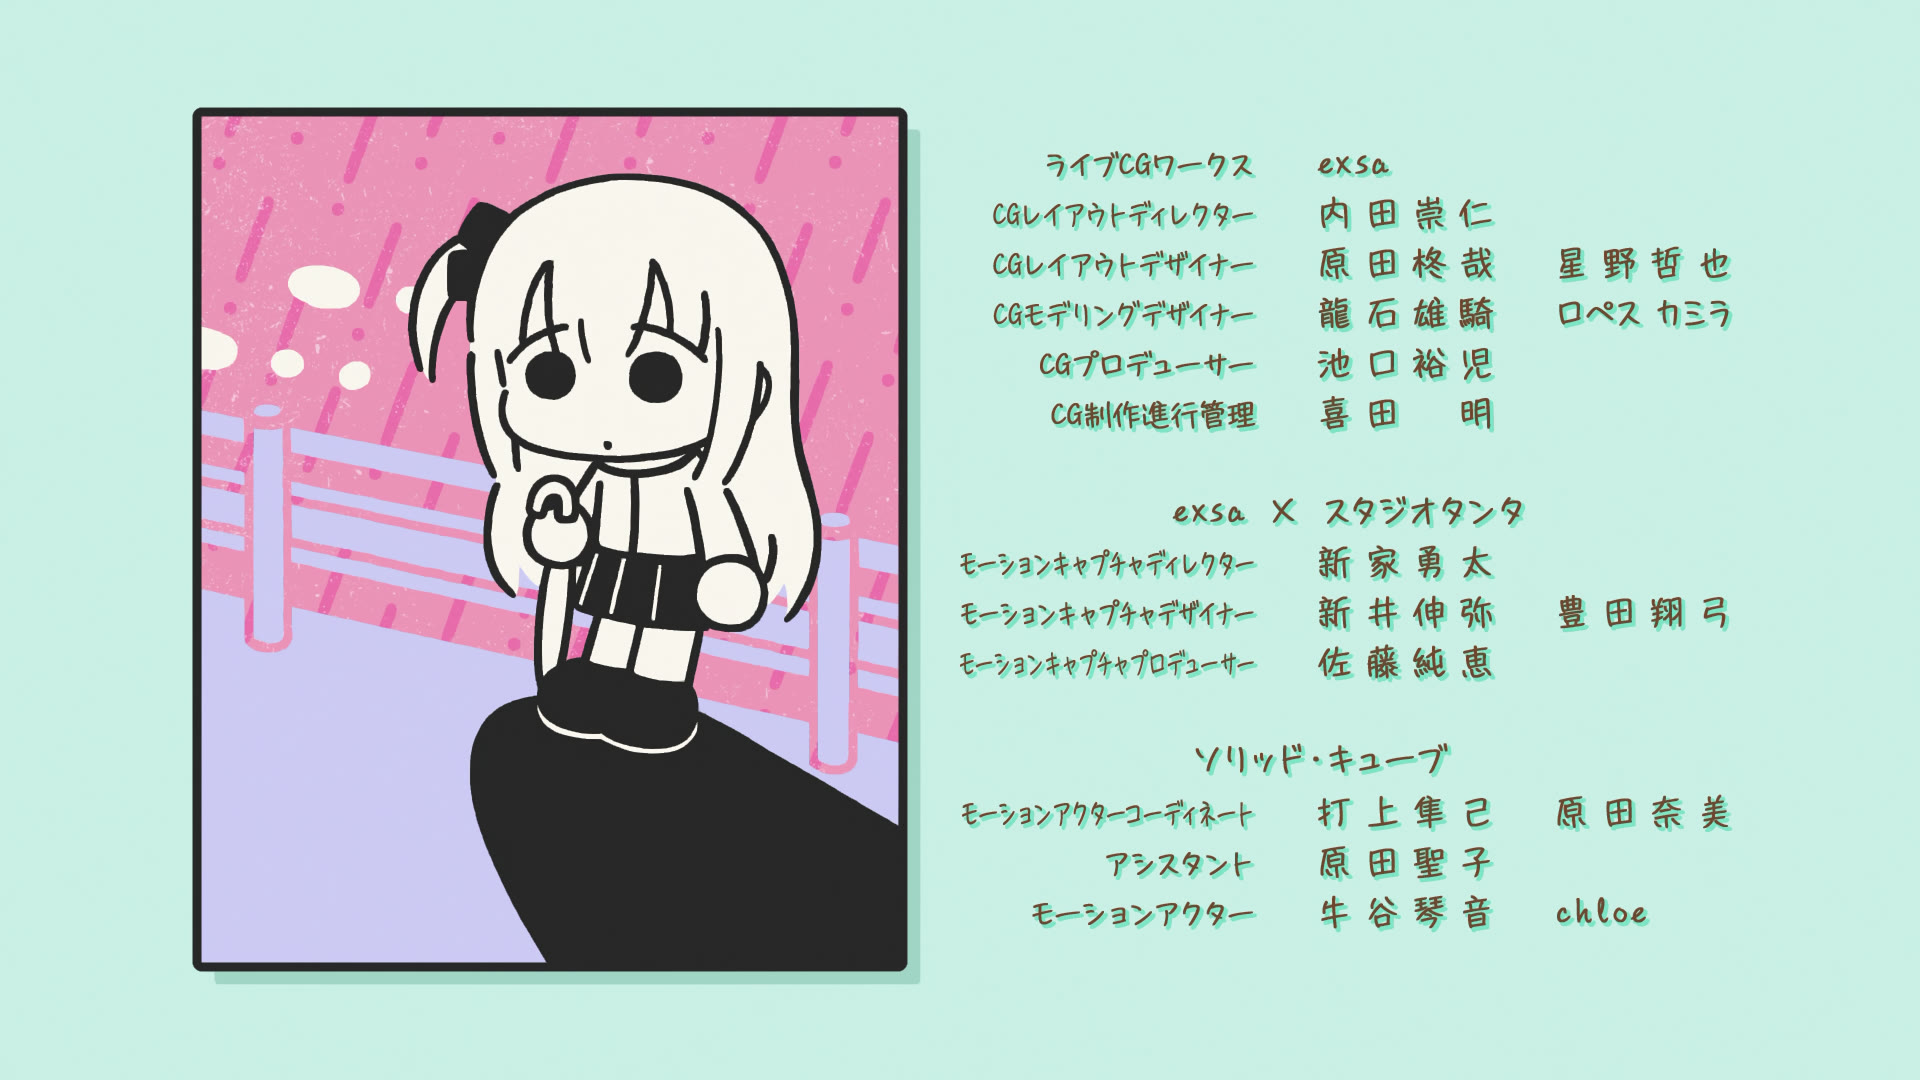 ライブCGワークス exsa
CGレイアウトディレクター 内田崇仁
CGレイアウトデザイナー 原田柊哉 星野哲也
CGモデリングデザイナー 龍石雄騎 ロペス カミラ
CGプロデューサー 池口裕児
CG制作進行管理 喜田 明
exsa × スタジオタンタ
モーションキャプチャディレクター 新家勇太
モーションキャプチャデザイナー 新井伸弥 豊田翔弓
モーションキャプチャプロデューサー 佐藤純恵
ソリッド・キューブ
モーションアクターコーディネート 打上隼己 原田奈美
アシスタント 原田聖子
モーションアクター 牛谷琴音 chloe